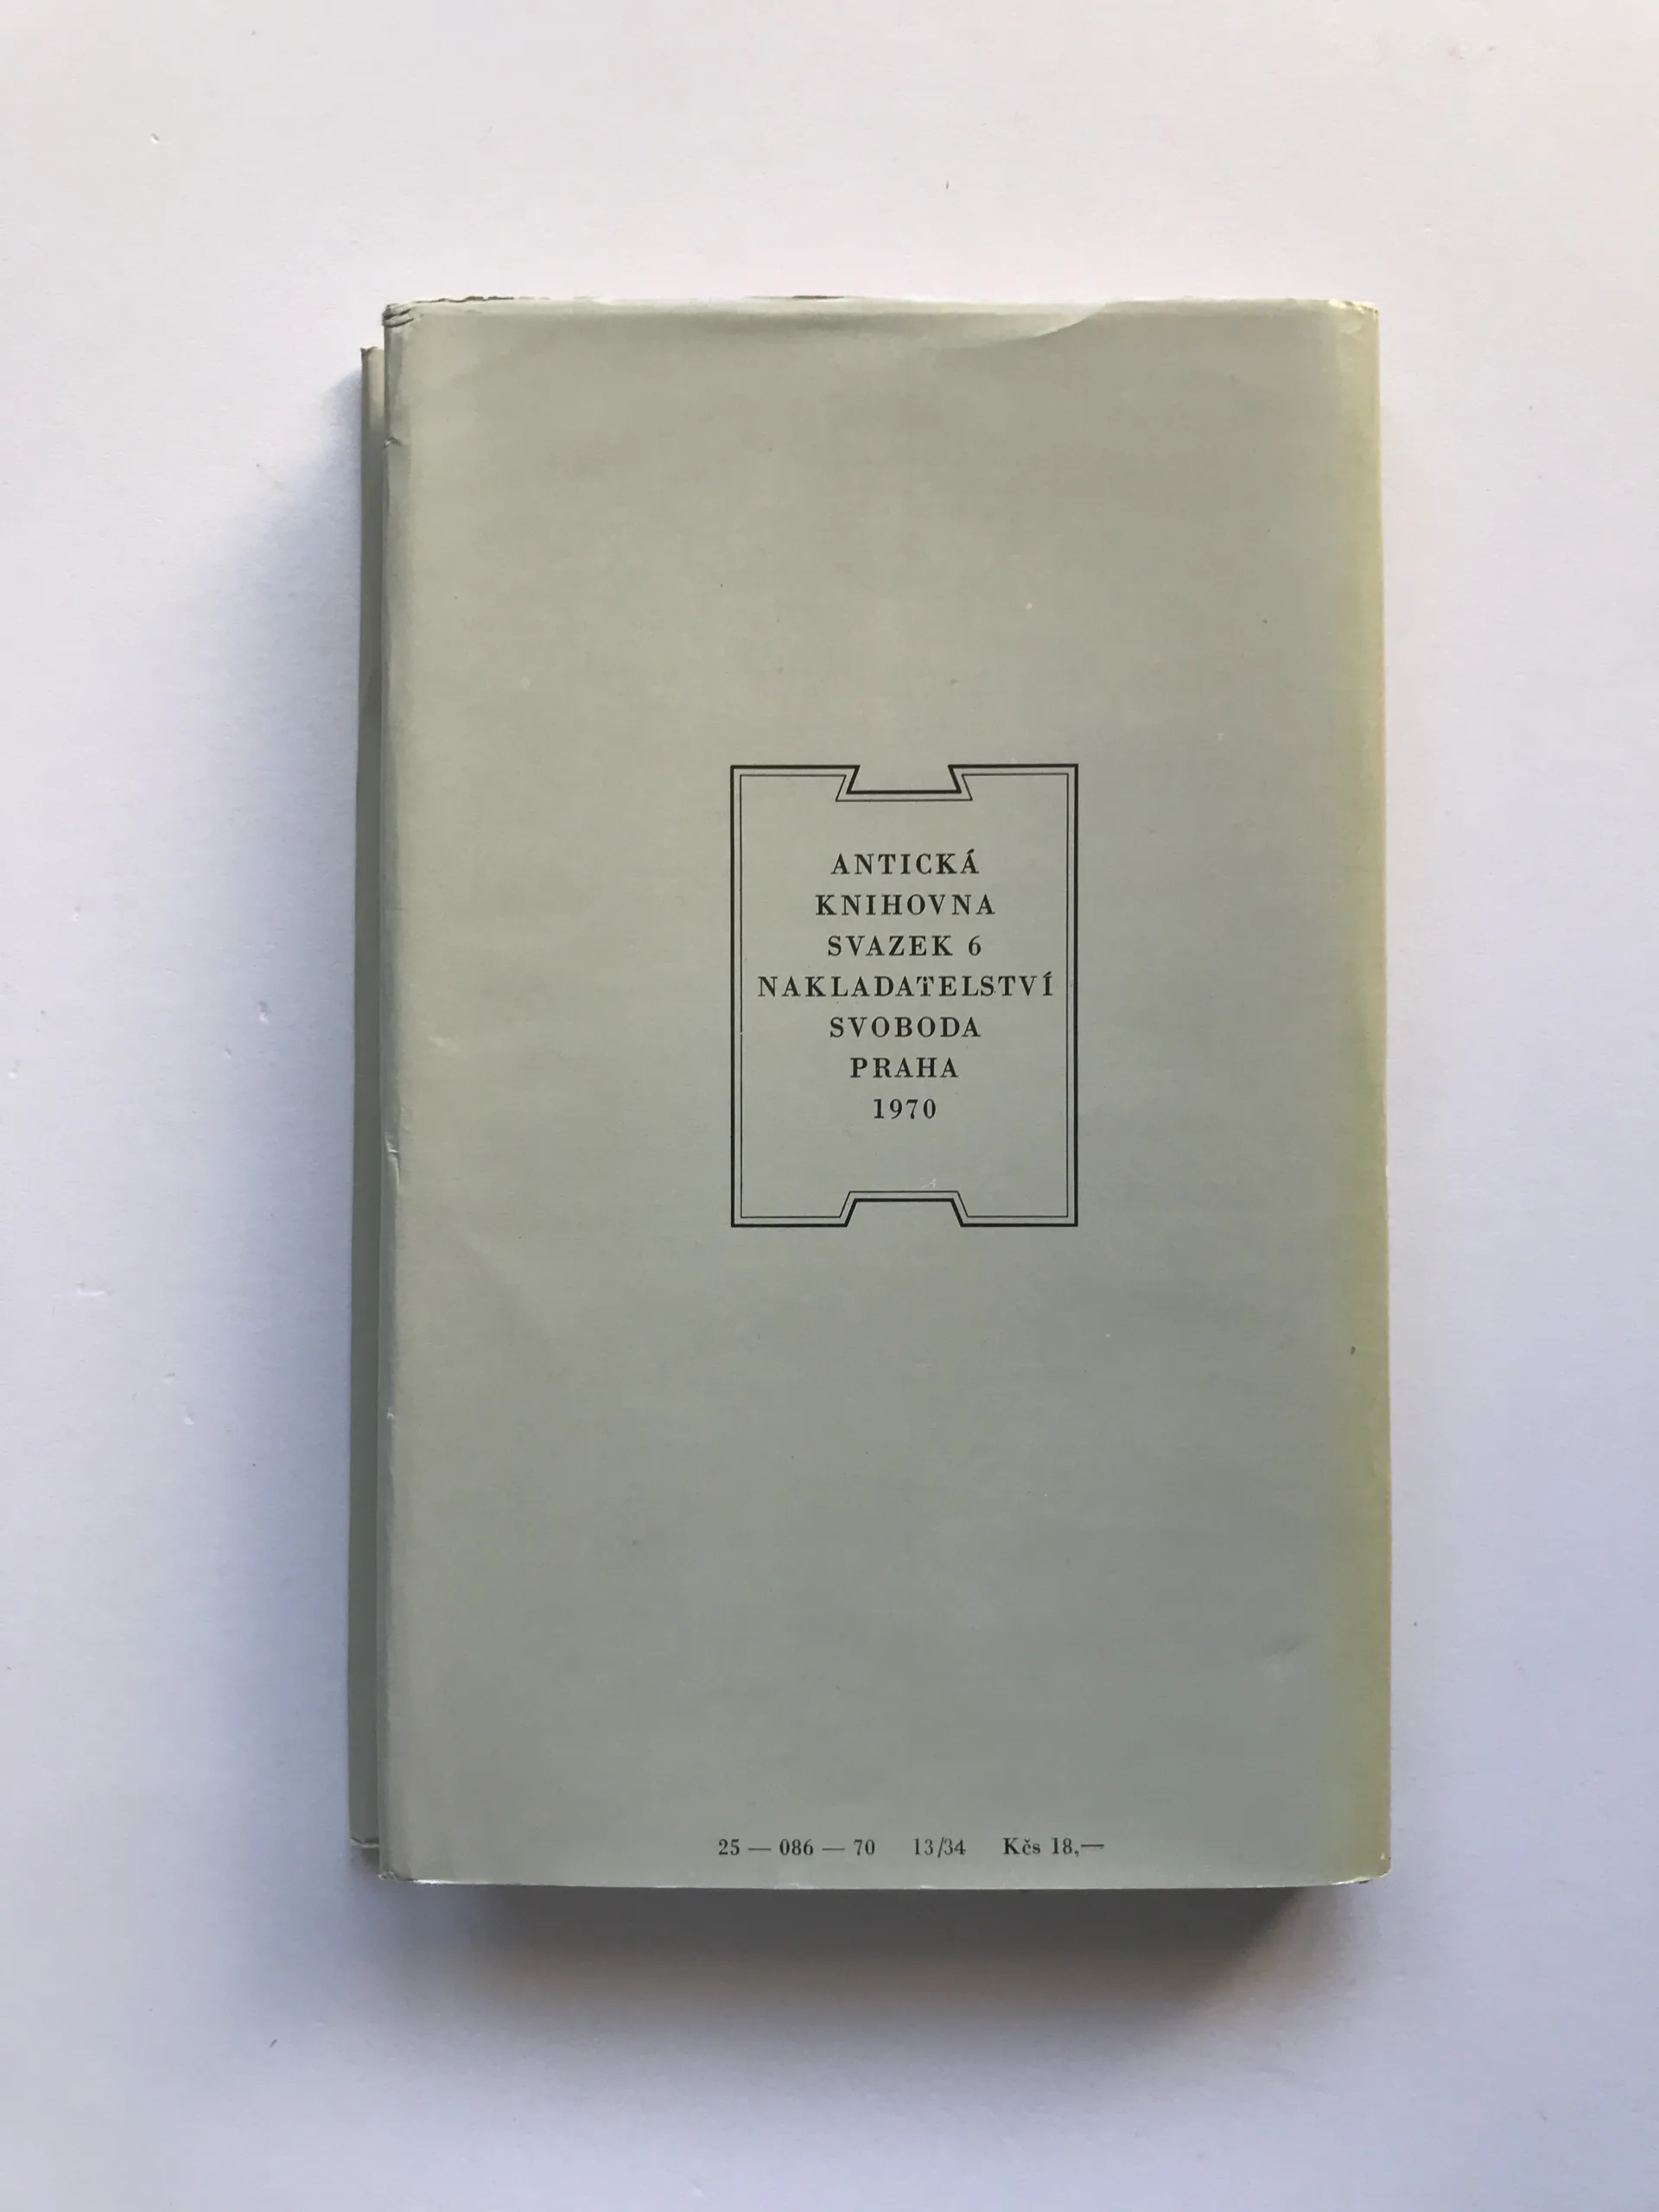 ANTICKÁ
KNIHOVNA
SVAZEK 6
NAKLADATELSTVÍ
SVOBODA
PRAHA
1970
25 — 086 — 70 13/34 Kčs 18,—